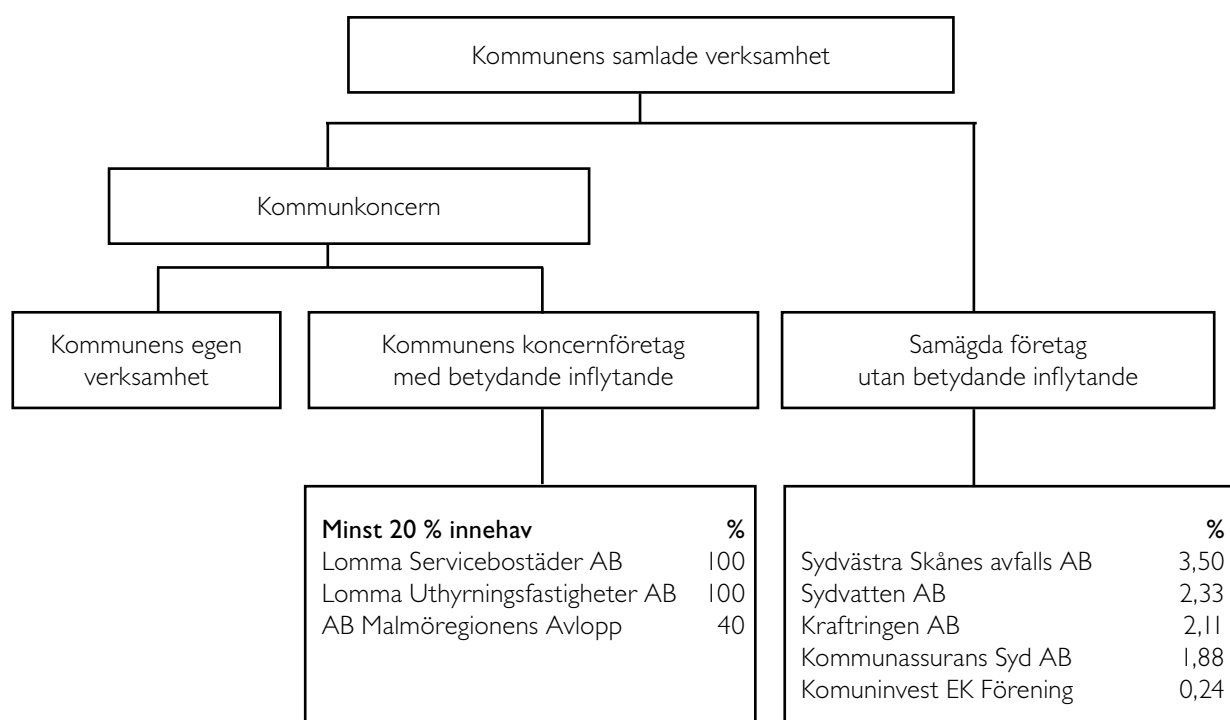 Kommunens samlade verksamhet
Kommunkoncern
Kommunens egen
verksamhet
Kommunens koncernföretag
med betydande inflytande
Samägda företag
utan betydande inflytande
Minst 20 % innehav %
Lomma Servicebostäder AB 100
Lomma Uthyrningsfastigheter AB 100
AB Malmöregionens Avlopp 40
%
Sydvästra Skånes avfalls AB 3,50
Sydvatten AB 2,33
Kraftringen AB 2,11
Kommunassurans Syd AB 1,88
Komuninvest EK Förening 0,24